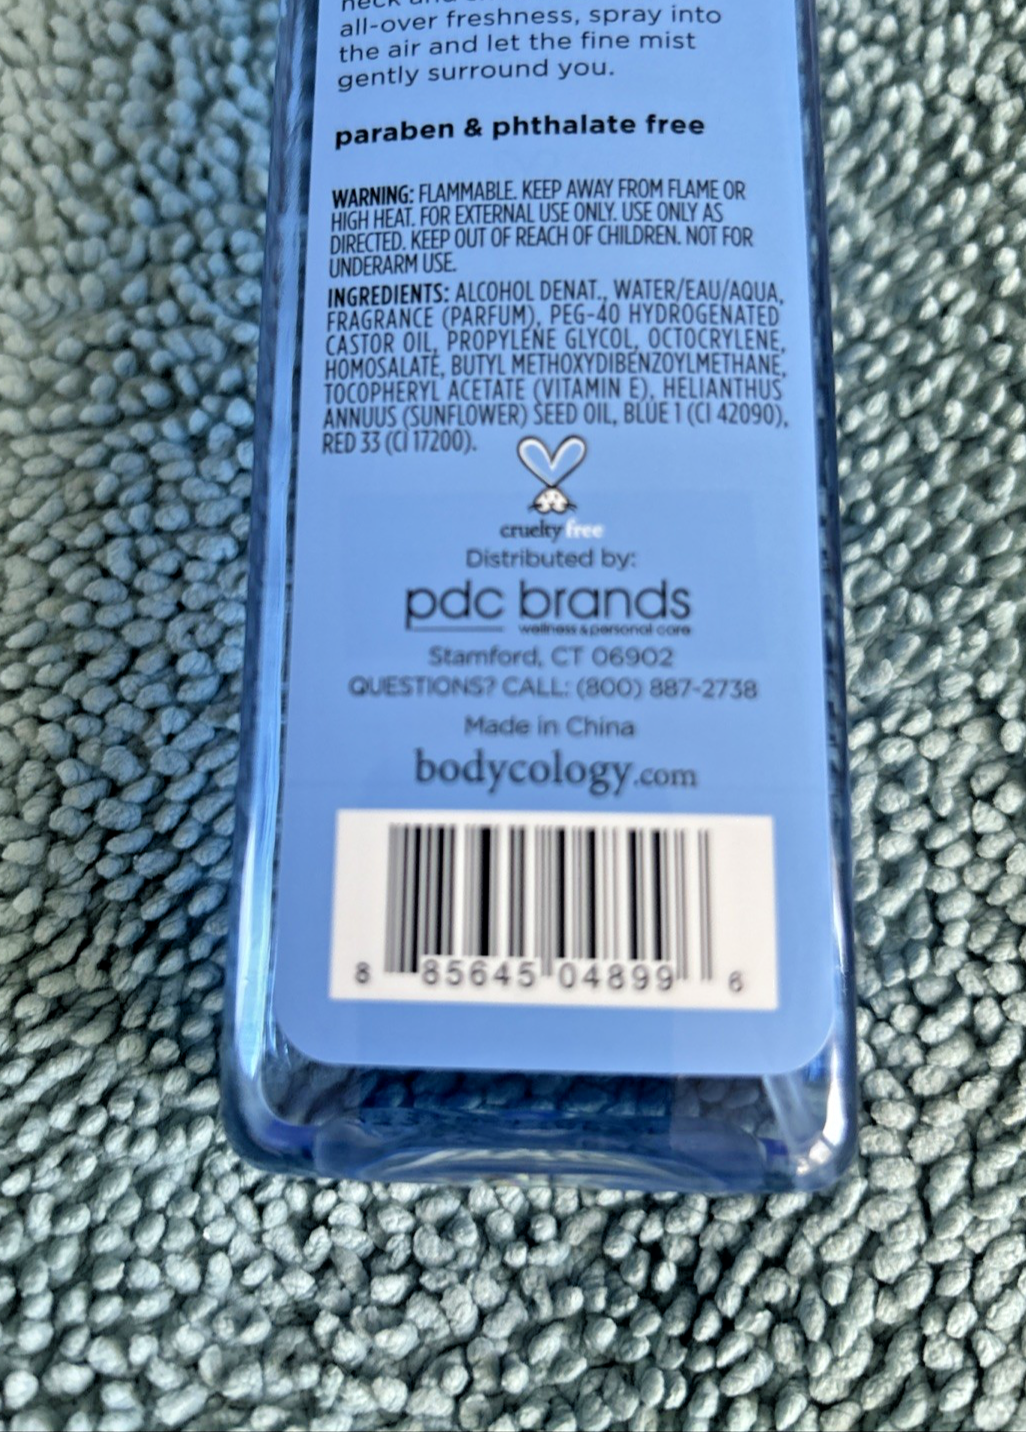 neck and
all-over freshness, spray into
the air and let the fine mist
gently surround you.
paraben & phthalate free
WARNING: FLAMMABLE. KEEP AWAY FROM FLAME OR
HIGH HEAT. FOR EXTERNAL USE ONLY. USE ONLY AS
DIRECTED. KEEP OUT OF REACH OF CHILDREN. NOT FOR
UNDERARM USE.
INGREDIENTS: ALCOHOL DENAT., WATER/EAU/AQUA,
FRAGRANCE (PARFUM), PEG-40 HYDROGENATED
CASTOR OIL, PROPYLENE GLYCOL, OCTOCRYLENE,
HOMOSALATE, BUTYL METHOXYDIBENZOYLMETHANE,
TOCOPHERYL ACETATE (VITAMIN E), HELIANTHUS
ANNUUS (SUNFLOWER) SEED OIL, BLUE 1 (CI 42090),
RED 33 (CI 17200).
cruelty free
Distributed by:
pdc brands
wellness & personal care
Stamford, CT 06902
QUESTIONS? CALL: (800) 887-2738
Made in China
bodycology.com
8 85645 04899 6